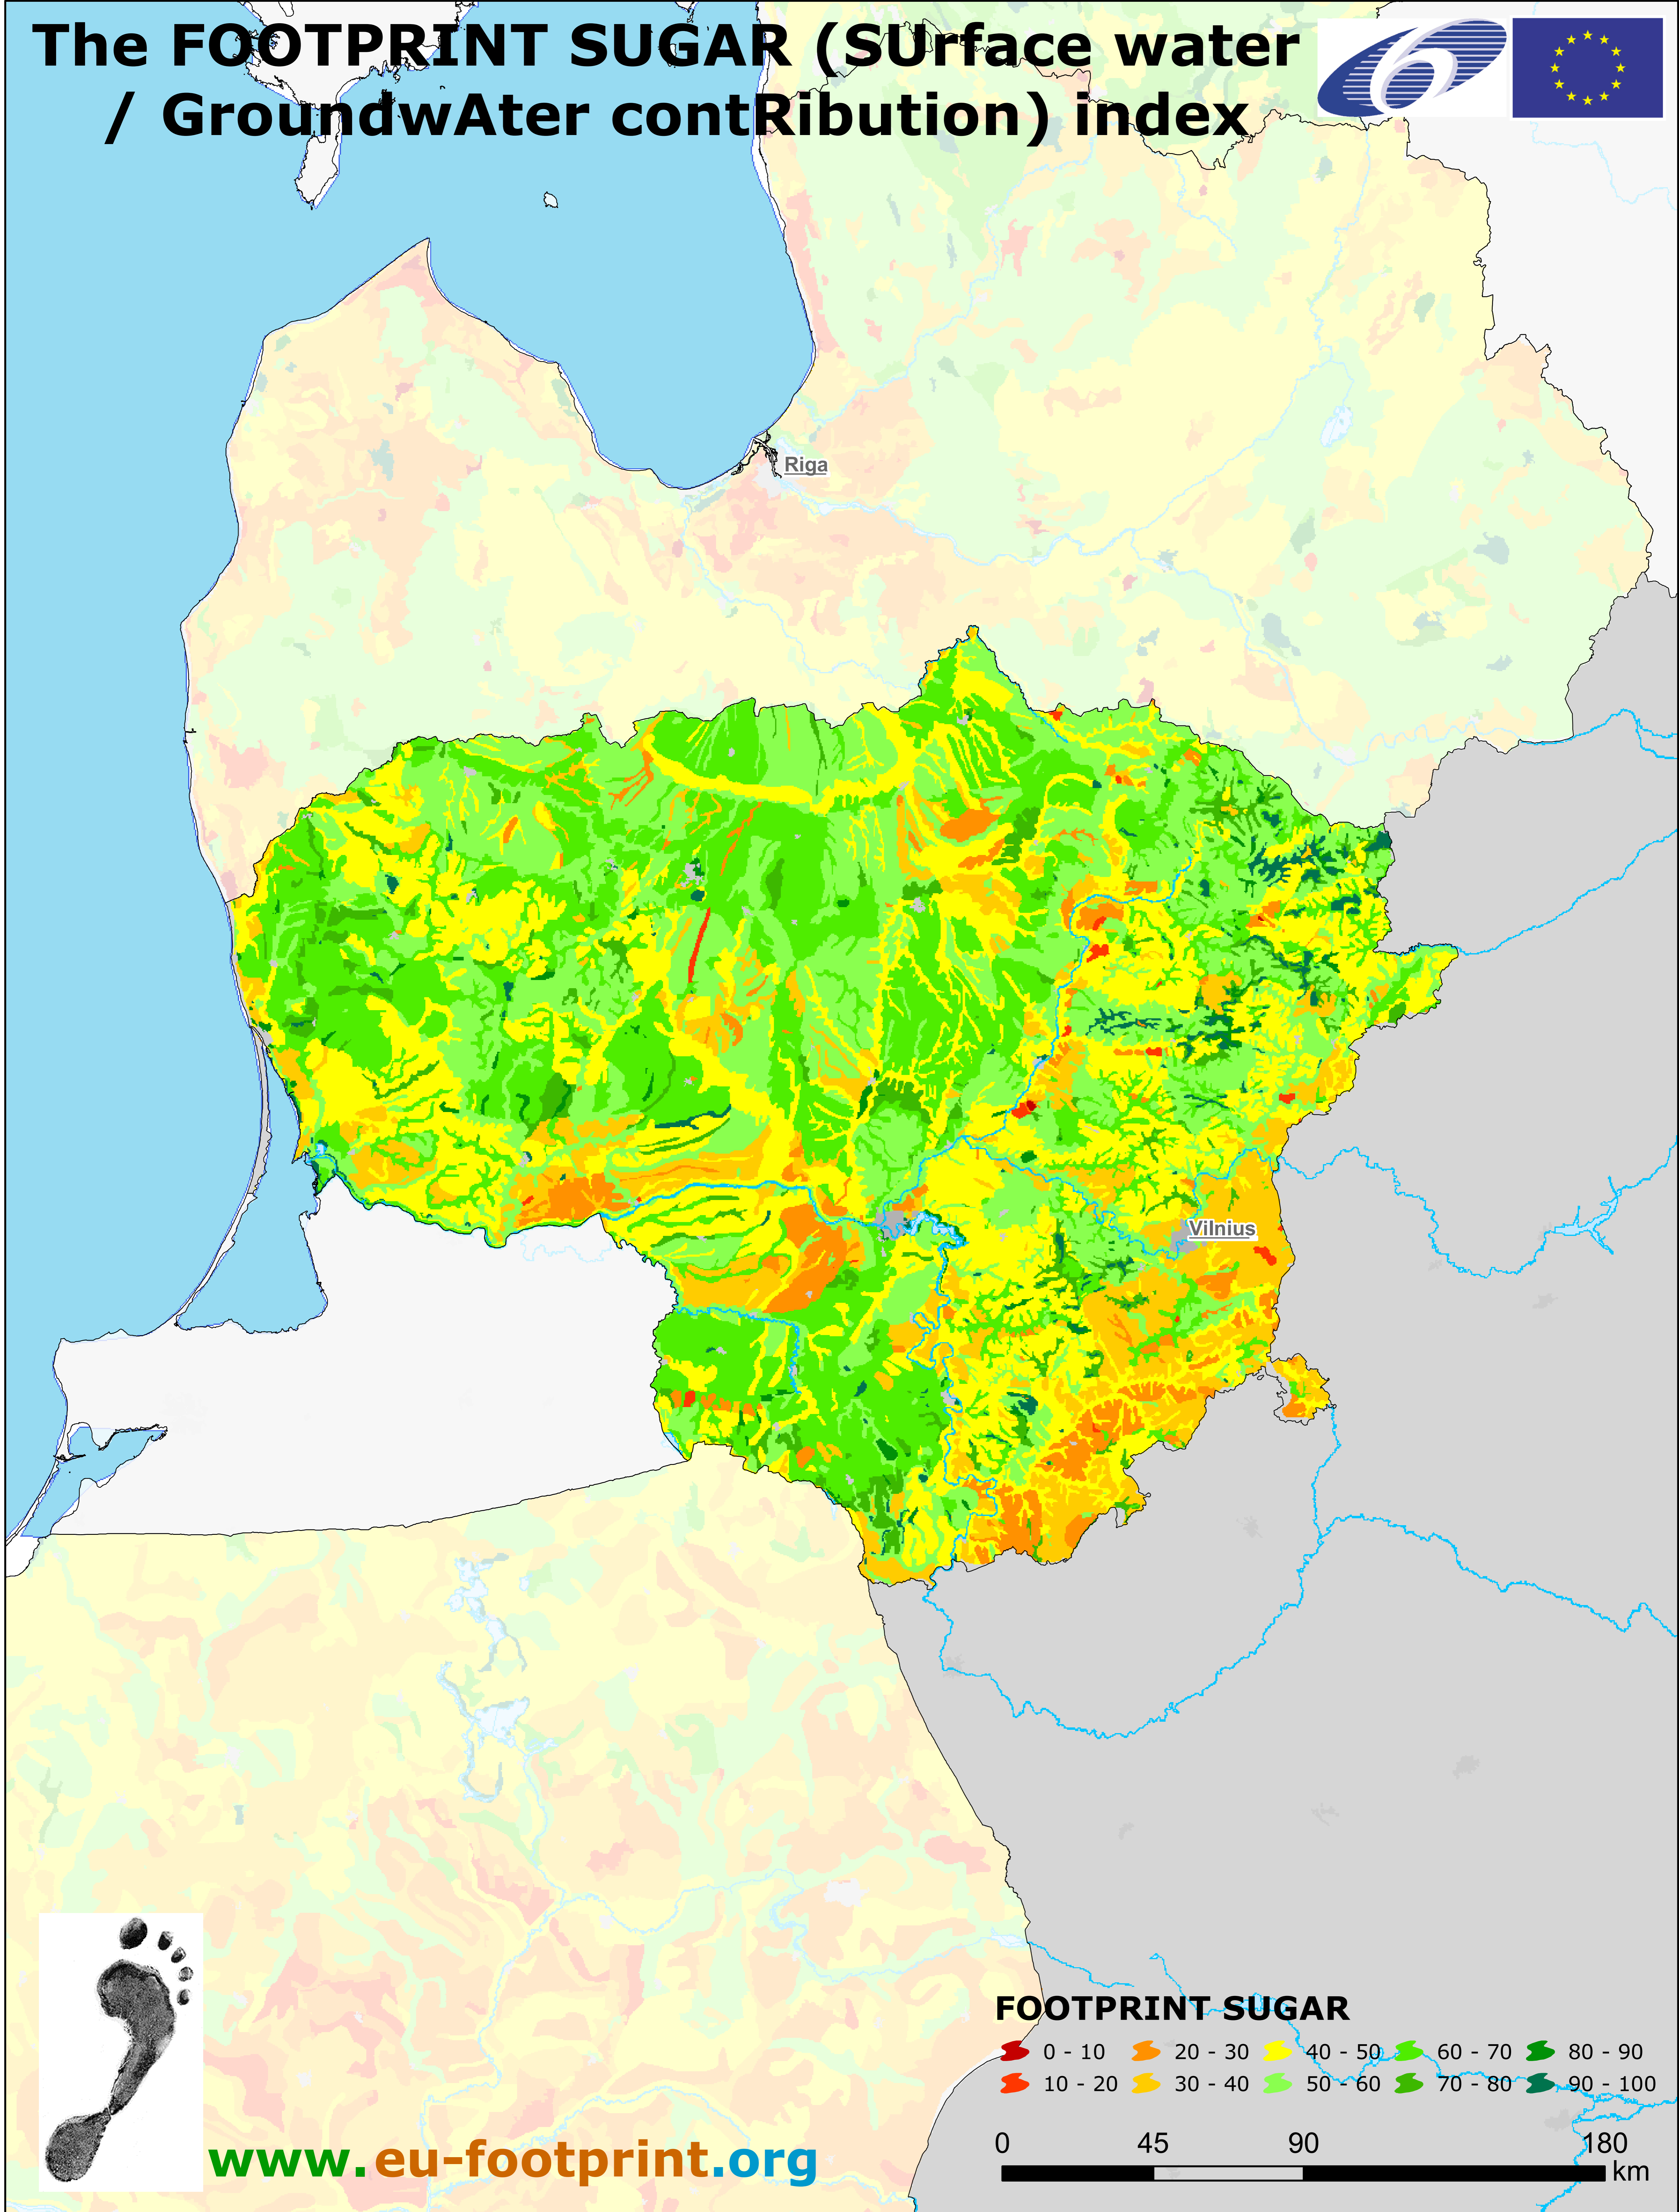 The FOOTPRINT SUGAR (SUrface water
/ GroundwAter contRibution) index
Riga
Vilnius
FOOTPRINT SUGAR
0 - 10 20 - 30 40 - 50 60 - 70 80 - 90
10 - 20 30 - 40 50 - 60 70 - 80 90 - 100
0 45 90 180
km
www.eu-footprint.org